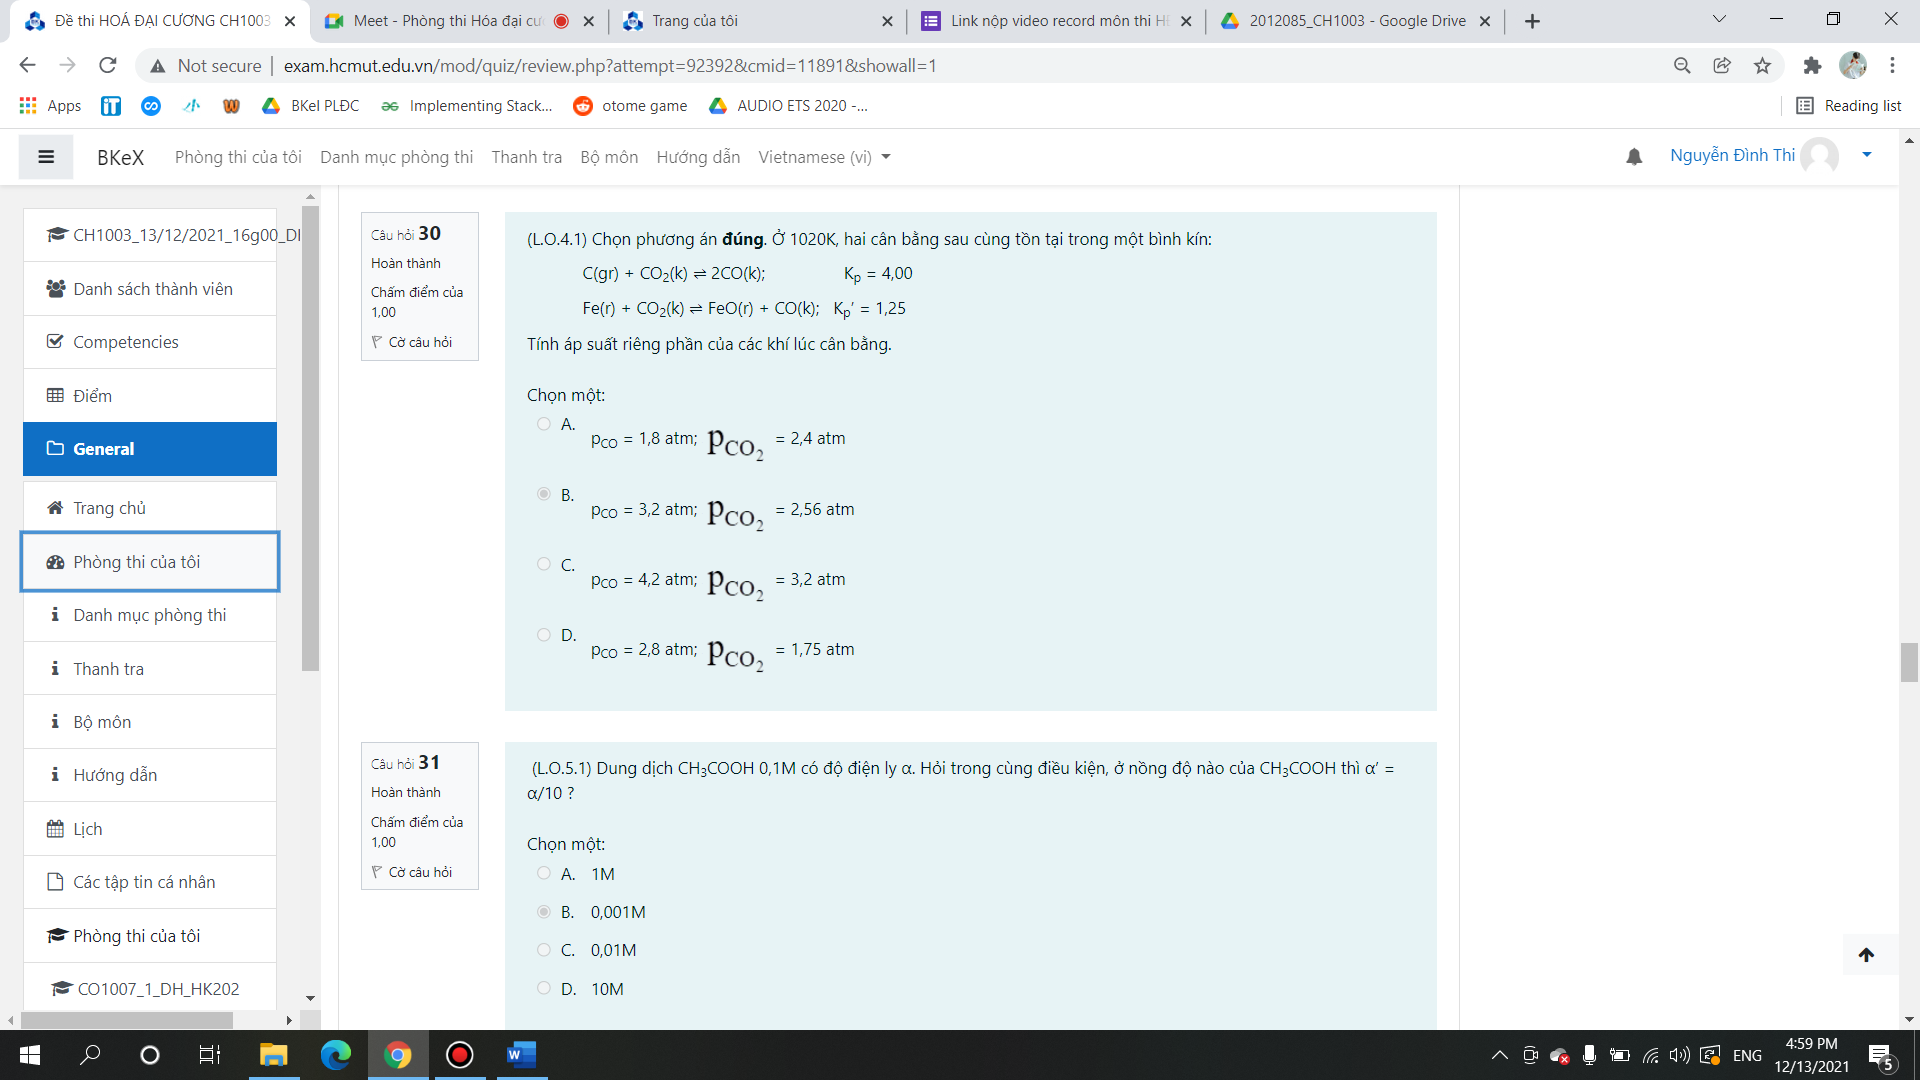 Đề thi HOÁ ĐẠI CƯƠNG CH1003
Meet - Phòng thi Hóa đại cư
Trang của tôi
Link nộp video record môn thi H
2012085_CH1003 - Google Drive
Not secure
exam.hcmut.edu.vn/mod/quiz/review.php?attempt=92392&cmid=11891&showall=1
Apps
BKel PLĐC
Implementing Stack...
otome game
AUDIO ETS 2020 -...
Reading list
BKeX
Phòng thi của tôi
Danh mục phòng thi
Thanh tra
Bộ môn
Hướng dẫn
Vietnamese (vi)
Nguyễn Đình Thi
CH1003_13/12/2021_16g00_DI
Danh sách thành viên
Competencies
Điểm
General
Trang chủ
Phòng thi của tôi
Danh mục phòng thi
Thanh tra
Bộ môn
Hướng dẫn
Lịch
Các tập tin cá nhân
Phòng thi của tôi
CO1007_1_DH_HK202
Câu hỏi 30
Hoàn thành
Chấm điểm của
1,00
Cờ câu hỏi
(L.O.4.1) Chọn phương án đúng. Ở 1020K, hai cân bằng sau cùng tồn tại trong một bình kín:
C(gr) + CO₂(k) ⇌ 2CO(k); Kp = 4,00
Fe(r) + CO₂(k) ⇌ FeO(r) + CO(k); Kp′ = 1,25
Tính áp suất riêng phần của các khí lúc cân bằng.
Chọn một:
A. pCO = 1,8 atm; pCO₂ = 2,4 atm
B. pCO = 3,2 atm; pCO₂ = 2,56 atm
C. pCO = 4,2 atm; pCO₂ = 3,2 atm
D. pCO = 2,8 atm; pCO₂ = 1,75 atm
Câu hỏi 31
Hoàn thành
Chấm điểm của
1,00
Cờ câu hỏi
(L.O.5.1) Dung dịch CH₃COOH 0,1M có độ điện ly α. Hỏi trong cùng điều kiện, ở nồng độ nào của CH₃COOH thì α′ =
α/10 ?
Chọn một:
A. 1M
B. 0,001M
C. 0,01M
D. 10M
ENG
4:59 PM
12/13/2021
5